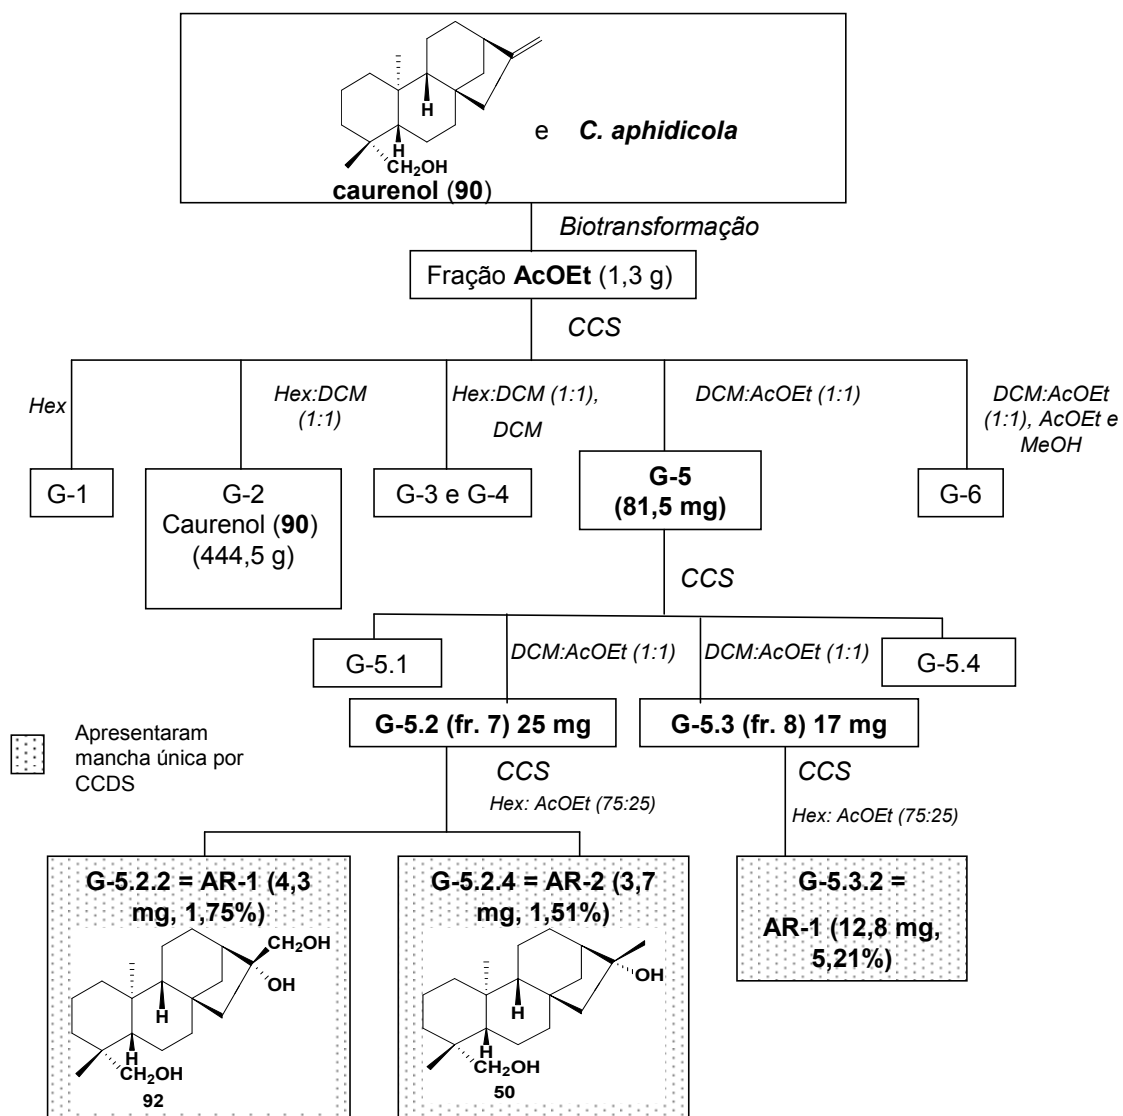 H
H
CH2OH
e C. aphidicola
caurenol (90)
Biotransformação
Fração AcOEt (1,3 g)
CCS
Hex
Hex:DCM
(1:1)
Hex:DCM (1:1),
DCM
DCM:AcOEt (1:1)
DCM:AcOEt
(1:1), AcOEt e
MeOH
G-1
G-2
Caurenol (90)
(444,5 g)
G-3 e G-4
G-5
(81,5 mg)
G-6
CCS
G-5.1
DCM:AcOEt (1:1)
DCM:AcOEt (1:1)
G-5.4
G-5.2 (fr. 7) 25 mg
G-5.3 (fr. 8) 17 mg
Apresentaram
mancha única por
CCDS
CCS
Hex: AcOEt (75:25)
CCS
Hex: AcOEt (75:25)
G-5.2.2 = AR-1 (4,3
mg, 1,75%)
CH2OH
OH
H
H
CH2OH
92
G-5.2.4 = AR-2 (3,7
mg, 1,51%)
OH
H
H
CH2OH
50
G-5.3.2 =
AR-1 (12,8 mg,
5,21%)